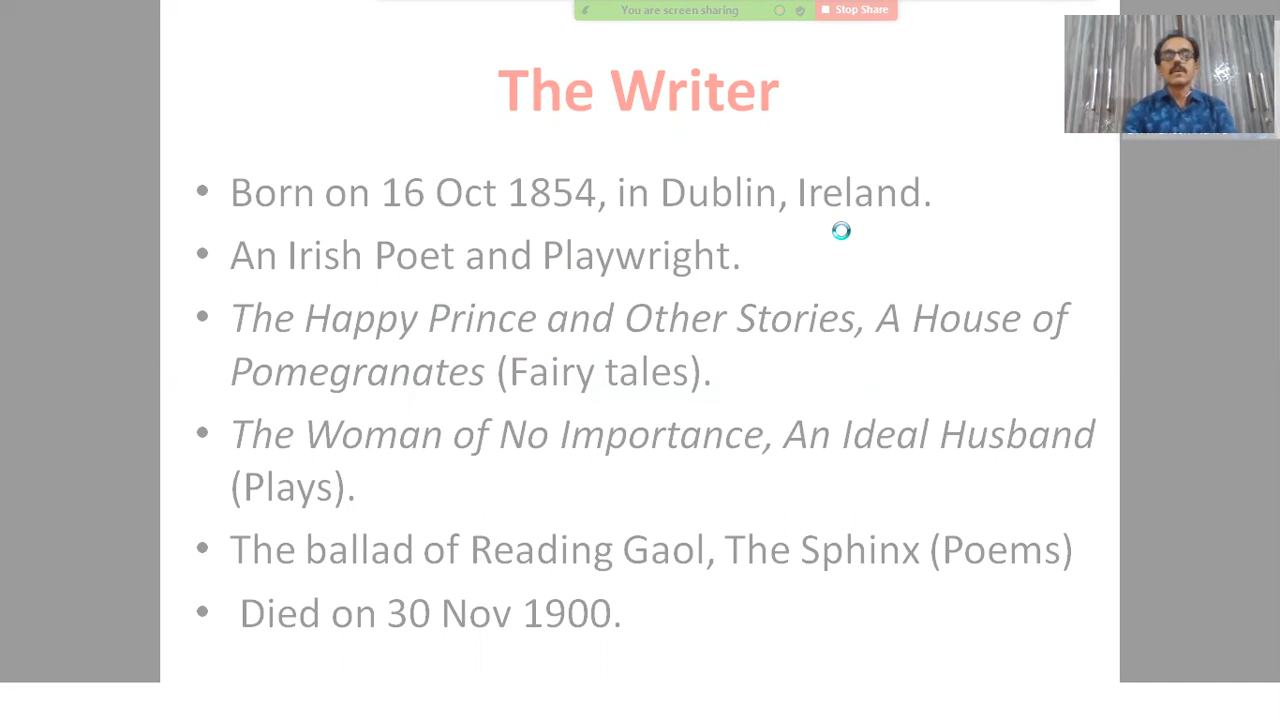 You are screen sharing
Stop Share
The Writer
• Born on 16 Oct 1854, in Dublin, Ireland.
• An Irish Poet and Playwright.
• The Happy Prince and Other Stories, A House of
Pomegranates (Fairy tales).
• The Woman of No Importance, An Ideal Husband
(Plays).
• The ballad of Reading Gaol, The Sphinx (Poems)
• Died on 30 Nov 1900.